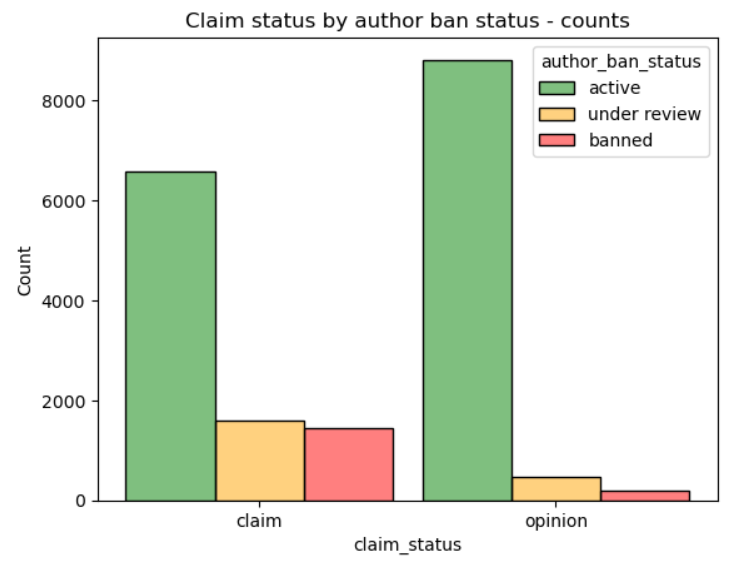 Claim status by author ban status - counts
author_ban_status
active
under review
banned
8000
6000
4000
2000
0
Count
claim
opinion
claim_status